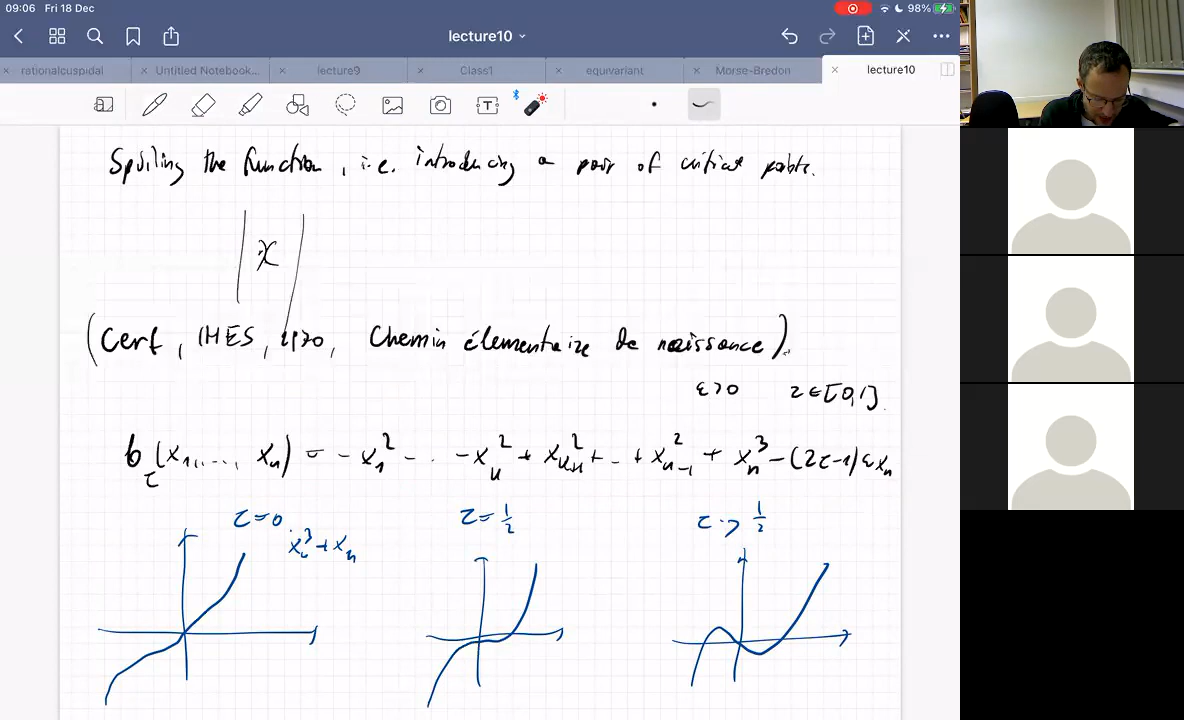 09:06 Fri 18 Dec
98%
lecture10
rationalcuspidal
Untitled Notebook...
lecture9
Class1
equivariant
Morse-Bredon
lecture10
Spoiling the function, i.e. introducing a pair of critical points.
(Cerf, IHES, 1970, Chemin élementaire de naissance).
ε>0 τ∈[0,1].
b_τ(x_1,..., x_n) = -x_1^2 - .. -x_k^2 + x_{k+1}^2 + .. + x_{n-1}^2 + x_n^3 - (2τ-1)εx_n
τ=0
τ=1/2
τ>1/2
x_n^3+x_n